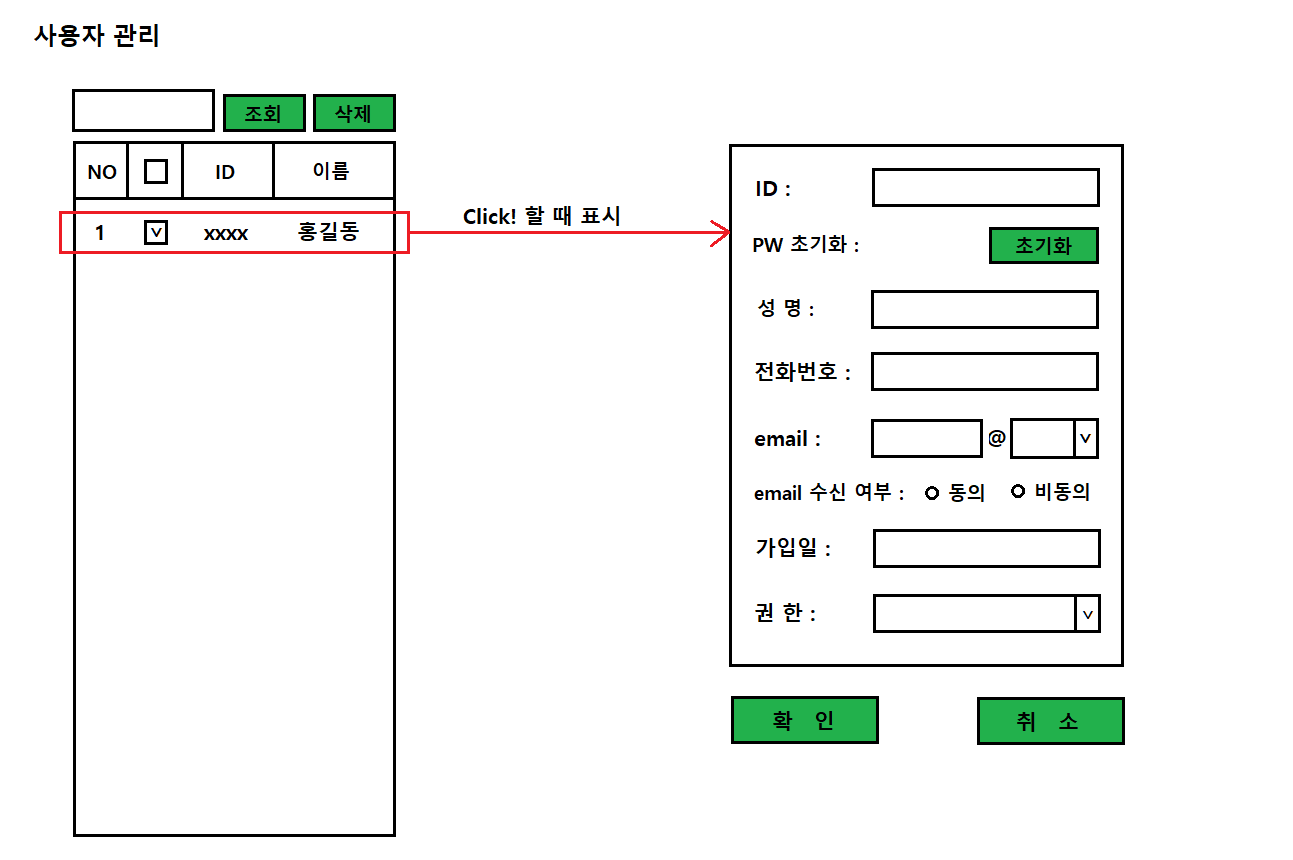 사용자 관리
조회 삭제
NO ID 이름
1 v xxxx 홍길동
Click! 할 때 표시
ID :
PW 초기화 : 초기화
성 명 :
전화번호 :
email : @ v
email 수신 여부 : 동의 비동의
가입일 :
권 한 : v
확 인 취 소